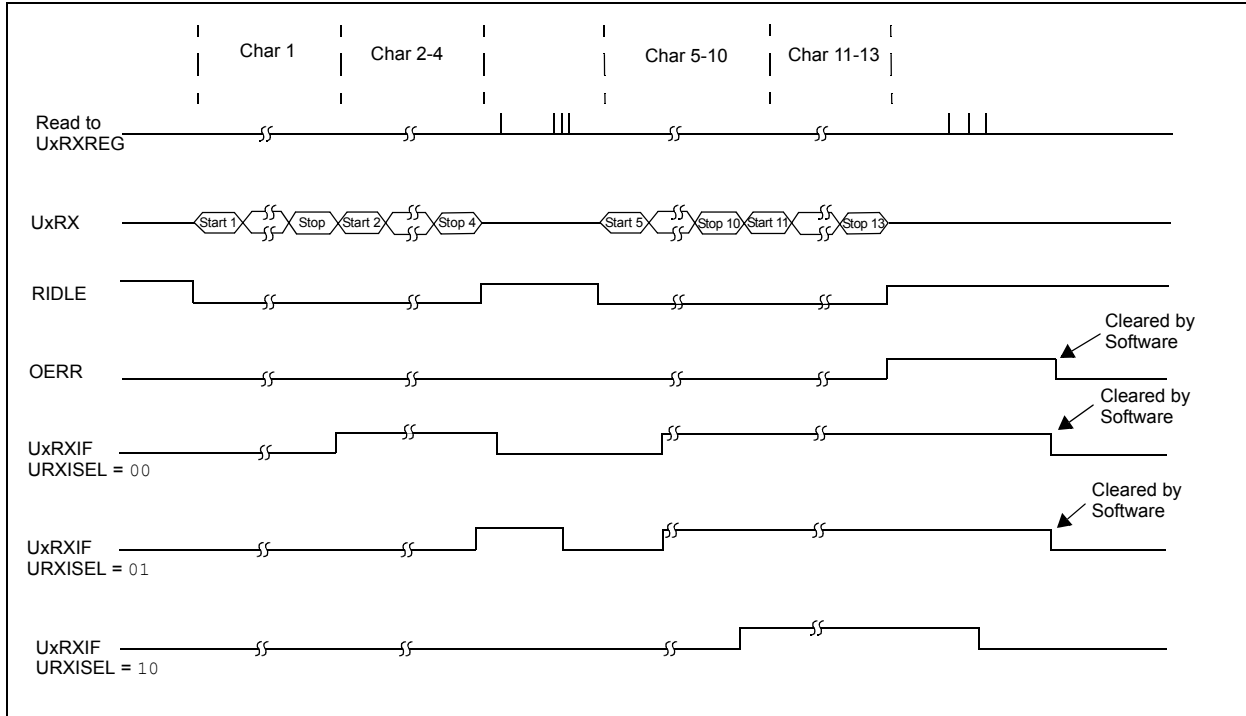 Char 1
Char 2-4
Char 5-10
Char 11-13
Read to
UxRXREG
UxRX
Start 1
Stop
Start 2
Stop 4
Start 5
Stop 10
Start 11
Stop 13
RIDLE
Cleared by
Software
OERR
Cleared by
Software
UxRXIF
URXISEL = 00
Cleared by
Software
UxRXIF
URXISEL = 01
UxRXIF
URXISEL = 10